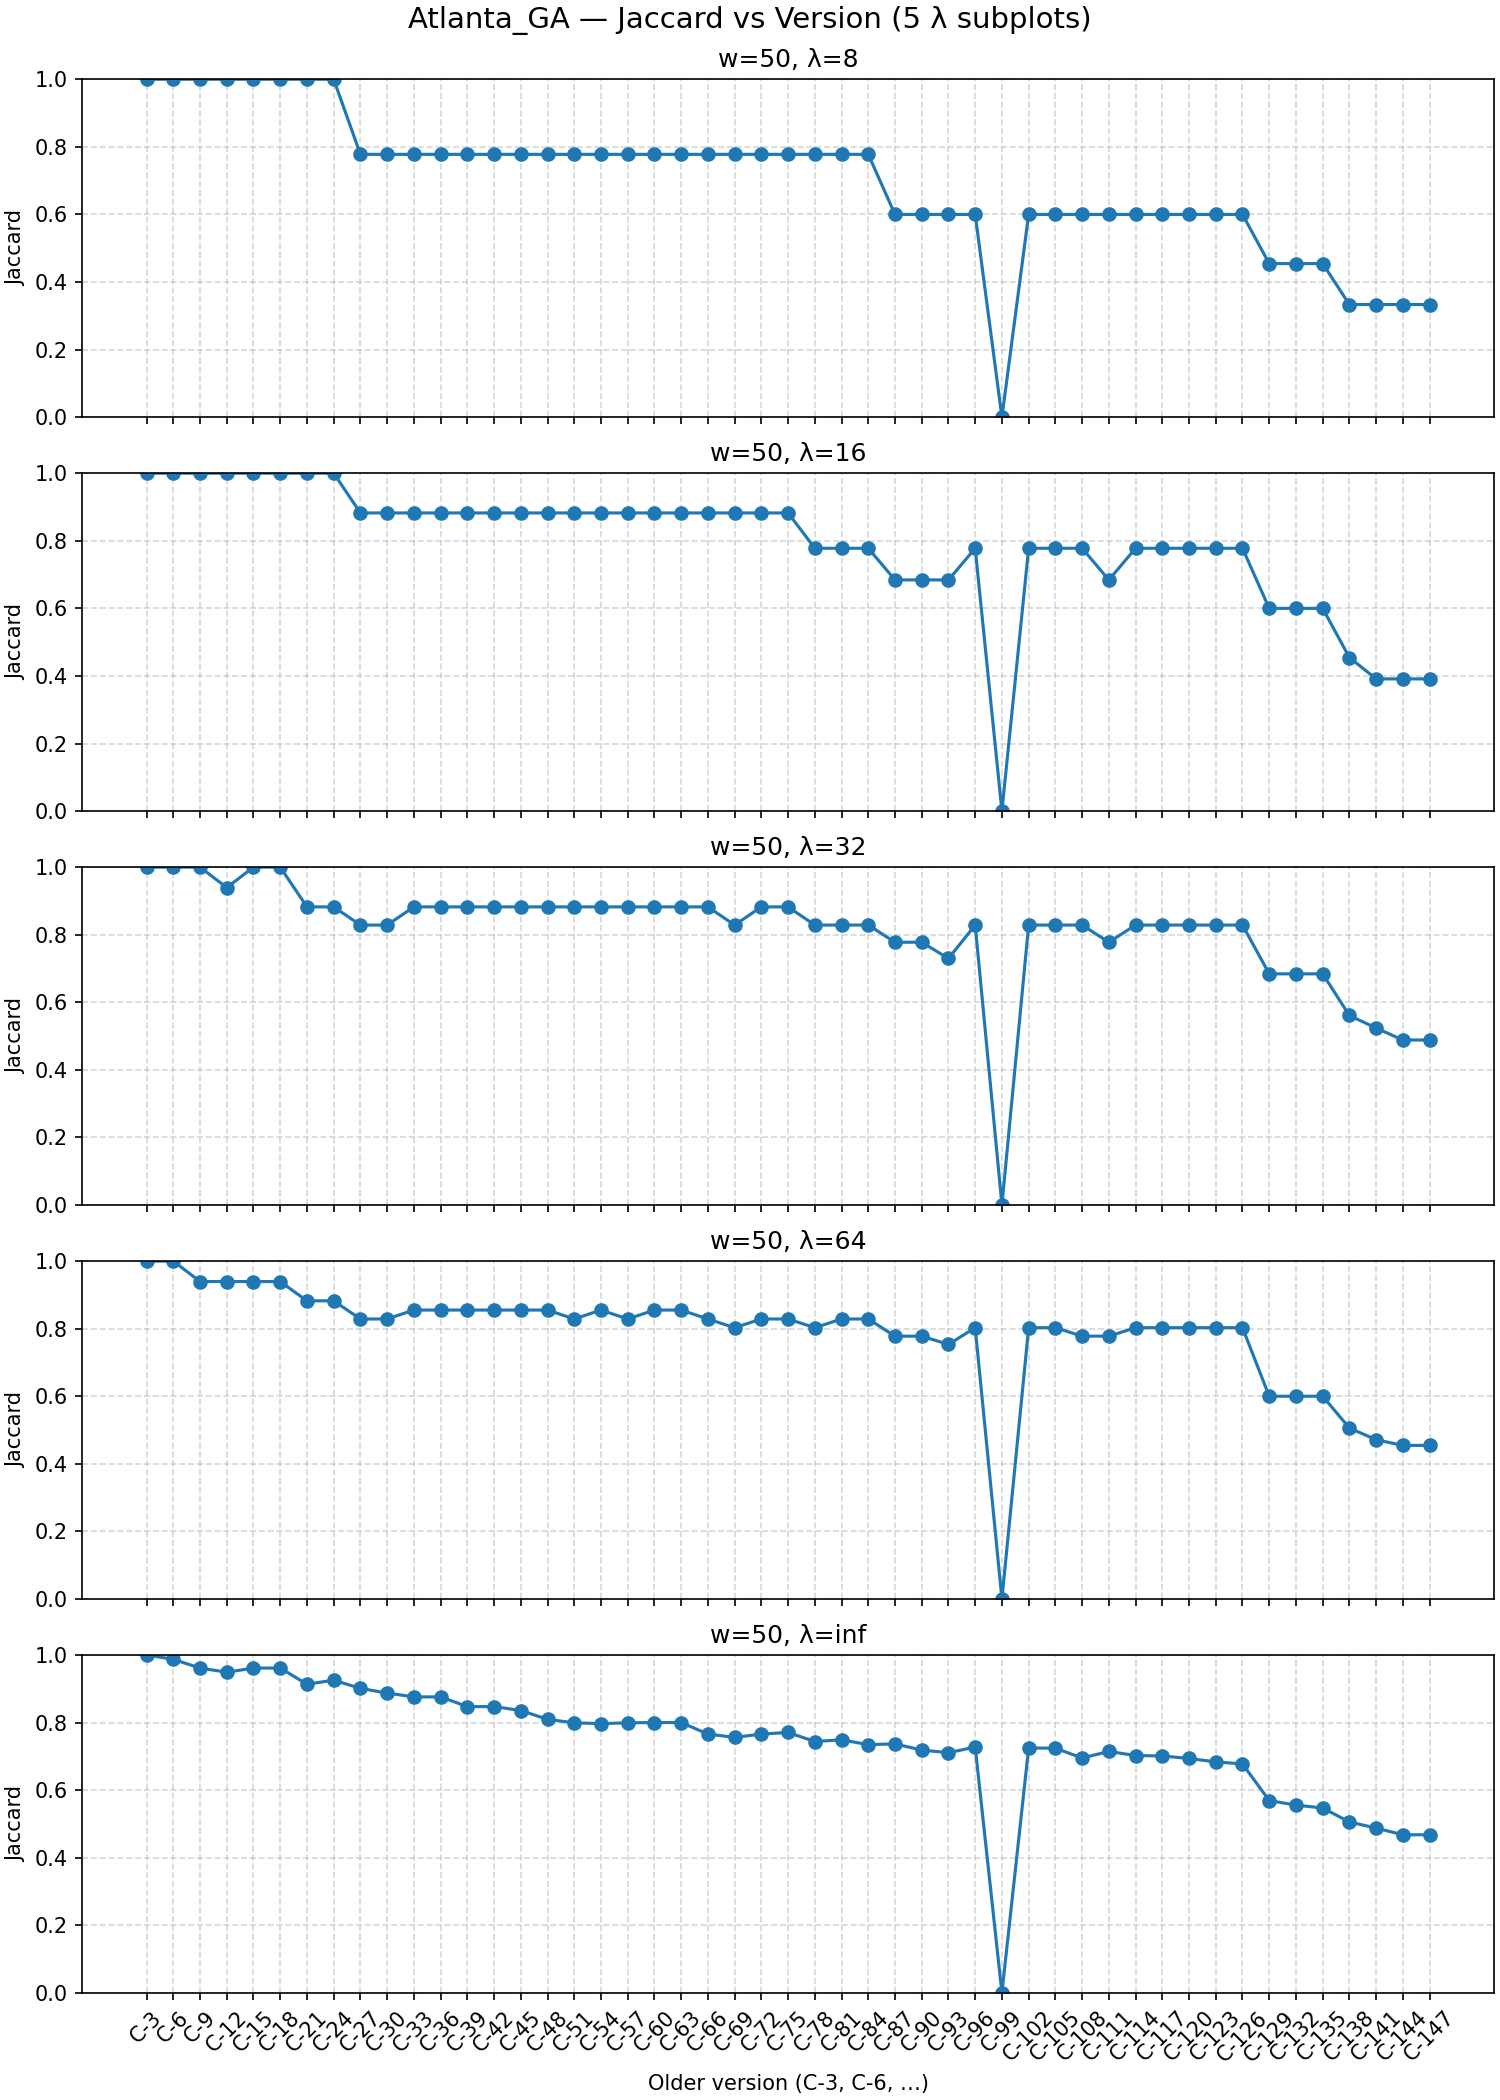 Atlanta_GA — Jaccard vs Version (5 λ subplots)
w=50, λ=8
1.0
0.8
0.6
0.4
0.2
0.0
Jaccard
w=50, λ=16
1.0
0.8
0.6
0.4
0.2
0.0
Jaccard
w=50, λ=32
1.0
0.8
0.6
0.4
0.2
0.0
Jaccard
w=50, λ=64
1.0
0.8
0.6
0.4
0.2
0.0
Jaccard
w=50, λ=inf
1.0
0.8
0.6
0.4
0.2
0.0
Jaccard
C-3 C-6 C-9 C-12 C-15 C-18 C-21 C-24 C-27 C-30 C-33 C-36 C-39 C-42 C-45 C-48 C-51 C-54 C-57 C-60 C-63 C-66 C-69 C-72 C-75 C-78 C-81 C-84 C-87 C-90 C-93 C-96 C-99 C-102 C-105 C-108 C-111 C-114 C-117 C-120 C-123 C-126 C-129 C-132 C-135 C-138 C-141 C-144 C-147
Older version (C-3, C-6, ...)